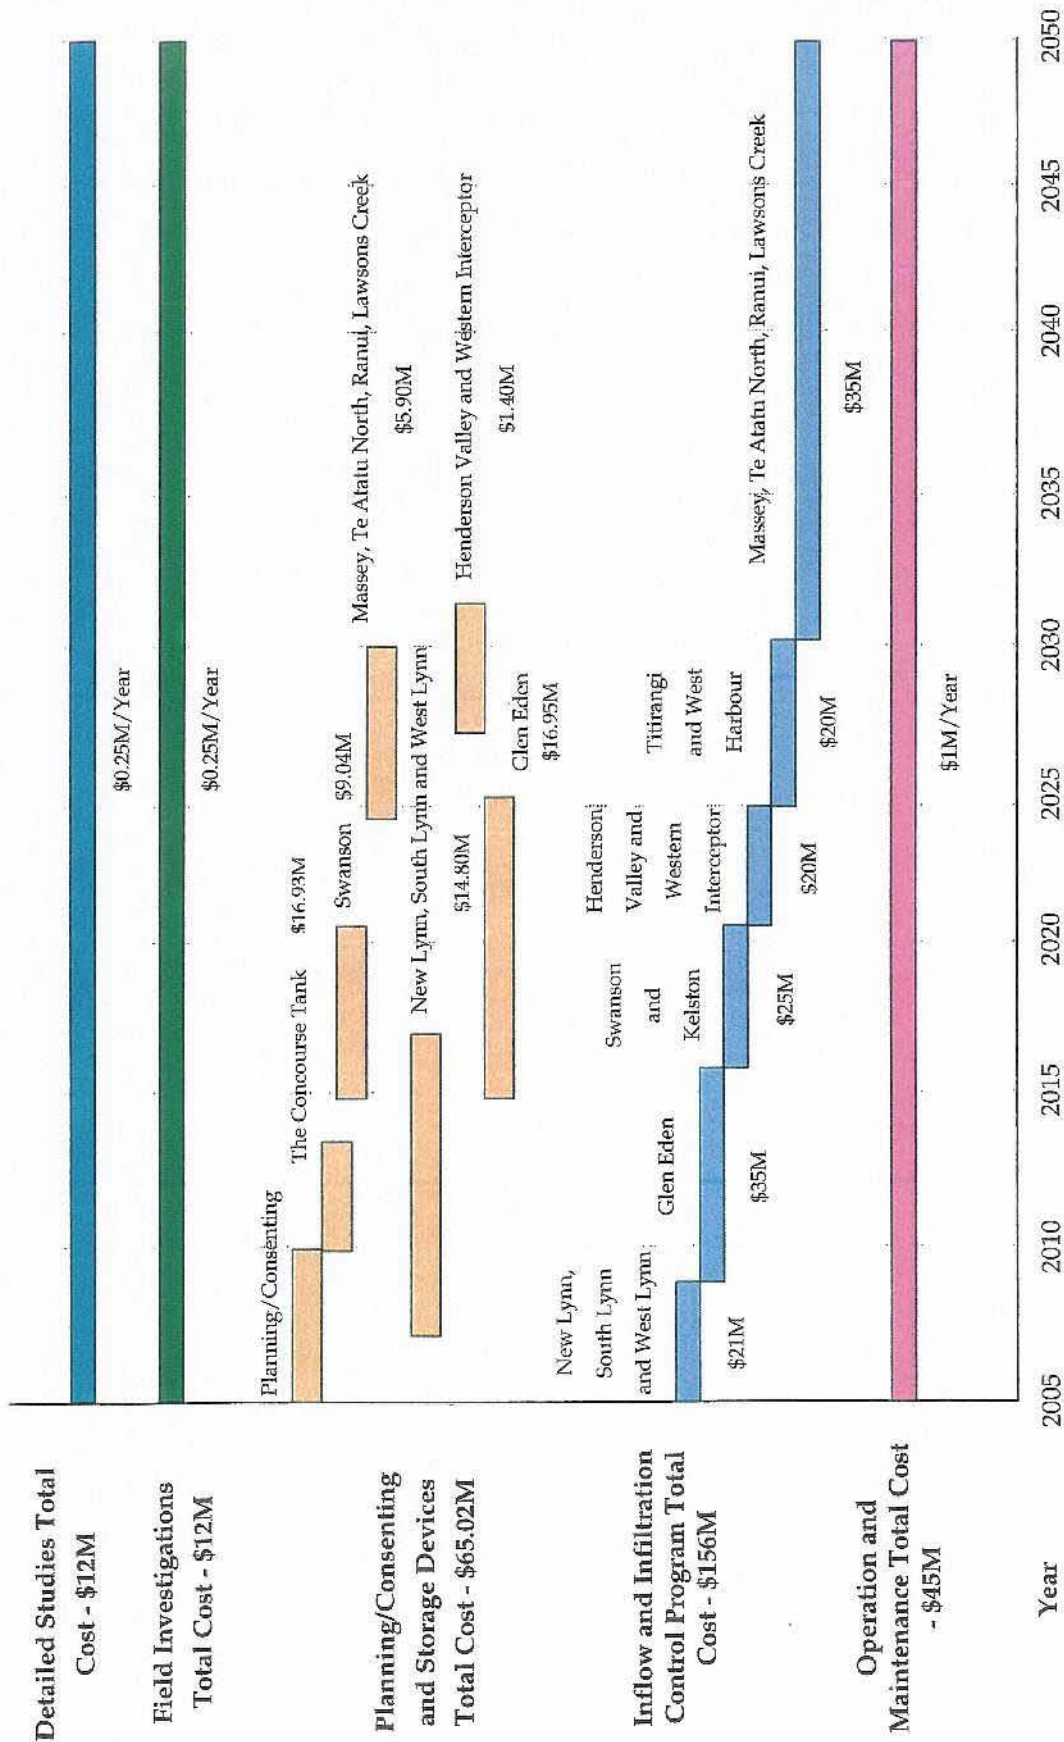 Detailed Studies Total
Cost - $12M
$0.25M/Year
Field Investigations
Total Cost - $12M
$0.25M/Year
Planning/Consenting
and Storage Devices
Total Cost - $65.02M
Planning/Consenting
The Concourse Tank
$16.93M
Swanson
$9.04M
Massey, Te Atatu North, Ranui, Lawsons Creek
$5.90M
New Lynn, South Lynn and West Lynn
$14.80M
Henderson Valley and Western Interceptor
$1.40M
Glen Eden
$16.95M
Inflow and Infiltration
Control Program Total
Cost - $156M
New Lynn,
South Lynn
and West Lynn
$21M
Glen Eden
$35M
Swanson
and
Kelston
$25M
Henderson
Valley and
Western
Interceptor
$20M
Titirangi
and West
Harbour
$20M
Massey, Te Atatu North, Ranui, Lawsons Creek
$35M
Operation and
Maintenance Total Cost
- $45M
$1M/Year
Year
2005 2010 2015 2020 2025 2030 2035 2040 2045 2050